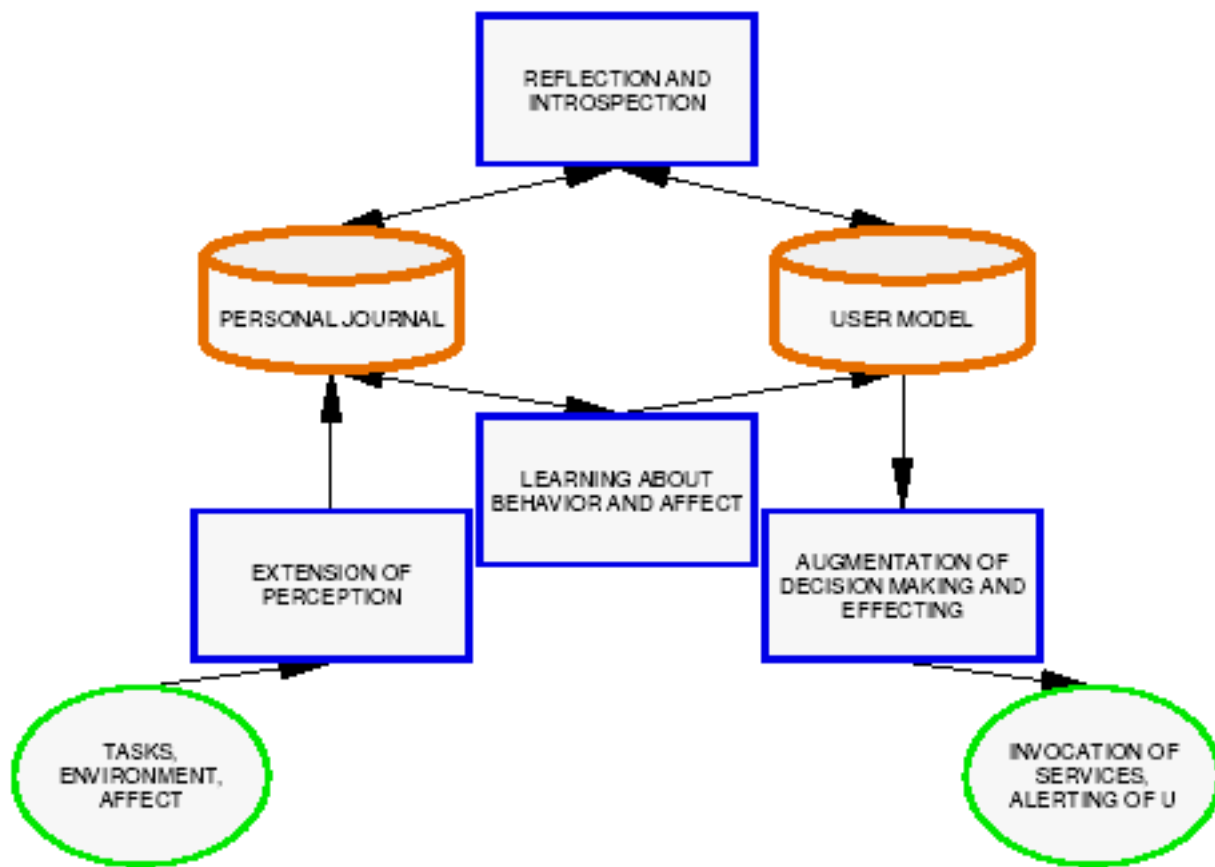 REFLECTION AND
INTROSPECTION
PERSONAL JOURNAL
USER MODEL
LEARNING ABOUT
BEHAVIOR AND AFFECT
EXTENSION OF
PERCEPTION
AUGMENTATION OF
DECISION MAKING AND
EFFECTING
TASKS,
ENVIRONMENT,
AFFECT
INVOCATION OF
SERVICES,
ALERTING OF U